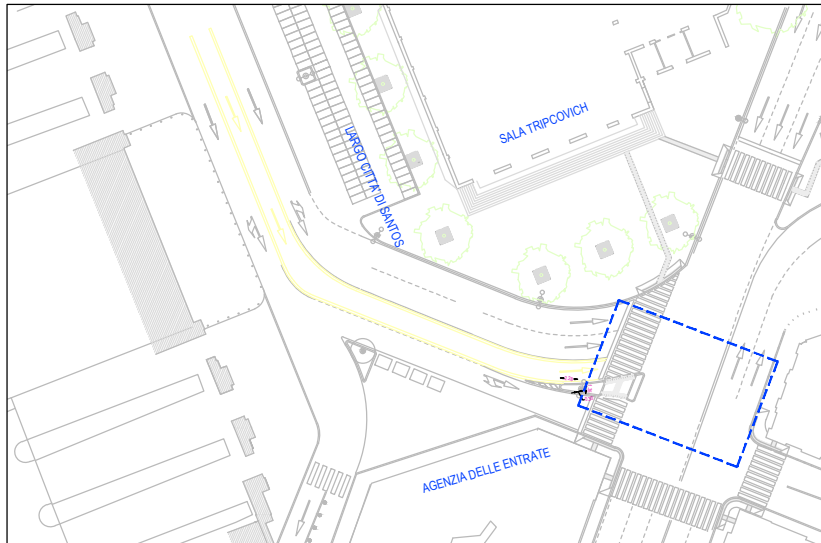 SALA TRIPCOVICH
LARGO CITTA' DI SANTOS
AGENZIA DELLE ENTRATE